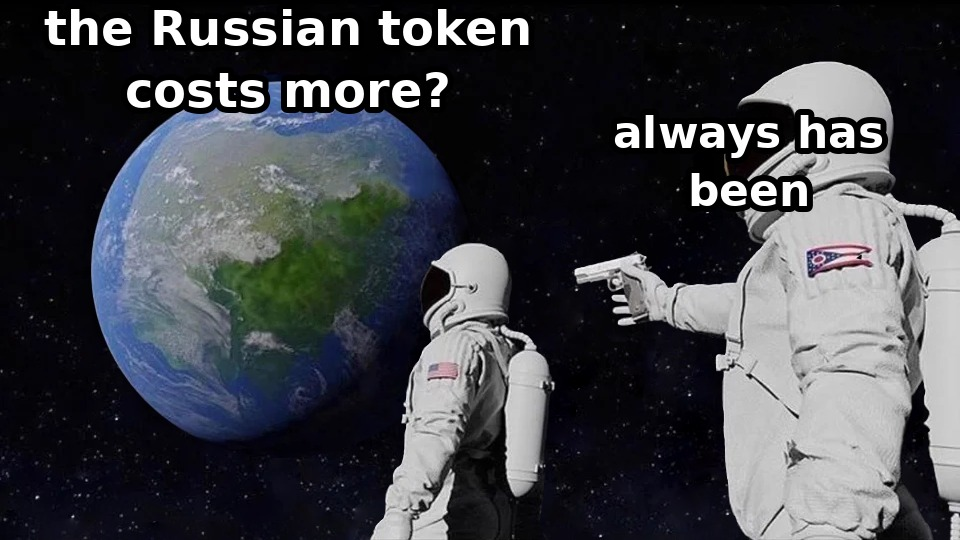 the Russian token
costs more?
always has
been